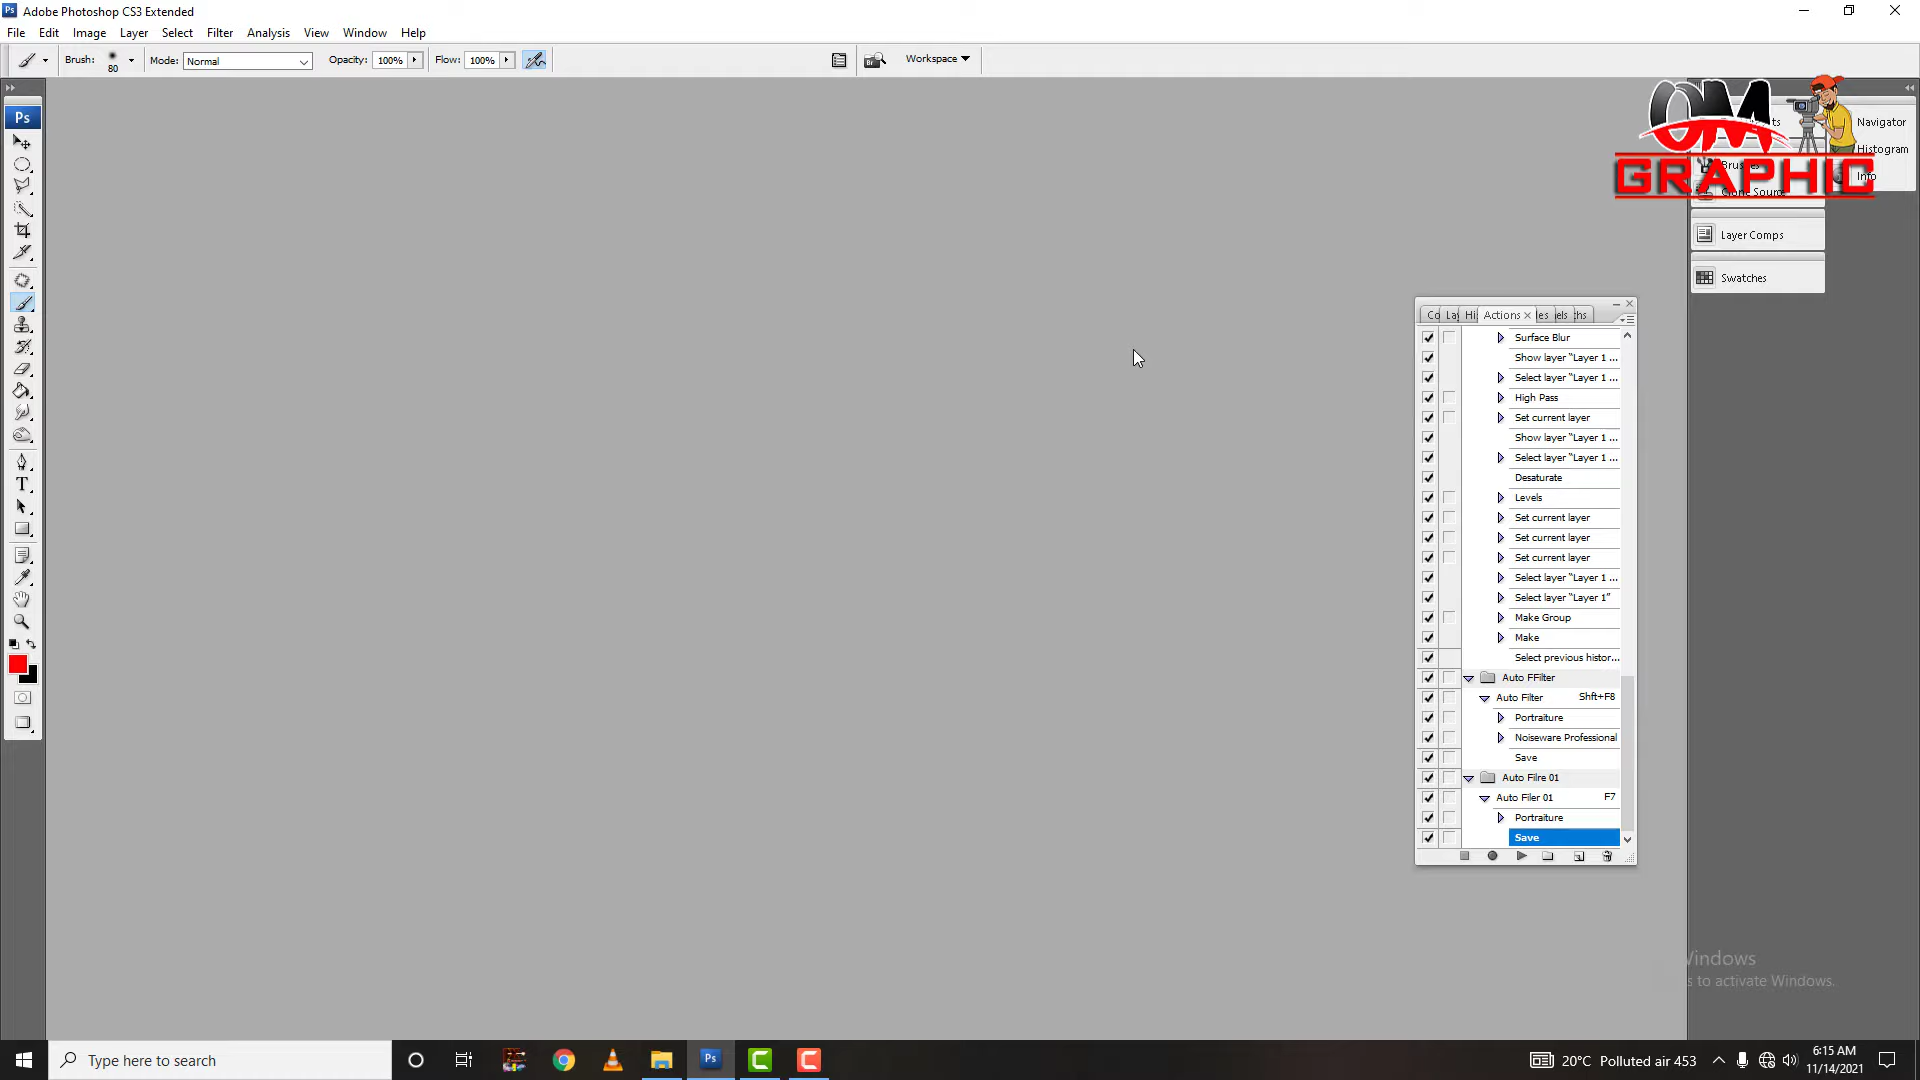 Adobe Photoshop CS3 Extended
File Edit Image Layer Select Filter Analysis View Window Help
Brush: 80 Mode: Normal Opacity: 100% Flow: 100% Workspace
Ps
OM
GRAPHIC
Navigator
Histogram
Info
Brushes
Clone Source
Layer Comps
Swatches
Actions
Surface Blur
Show layer "Layer 1 ...
Select layer "Layer 1 ...
High Pass
Set current layer
Show layer "Layer 1 ...
Select layer "Layer 1 ...
Desaturate
Levels
Set current layer
Set current layer
Set current layer
Select layer "Layer 1 ...
Select layer "Layer 1"
Make Group
Make
Select previous histor...
Auto FFilter
Auto Filter Shft+F8
Portraiture
Noiseware Professional
Save
Auto Filre 01
Auto Filer 01 F7
Portraiture
Save
Windows
s to activate Windows.
Type here to search
20°C Polluted air 453
6:15 AM
11/14/2021